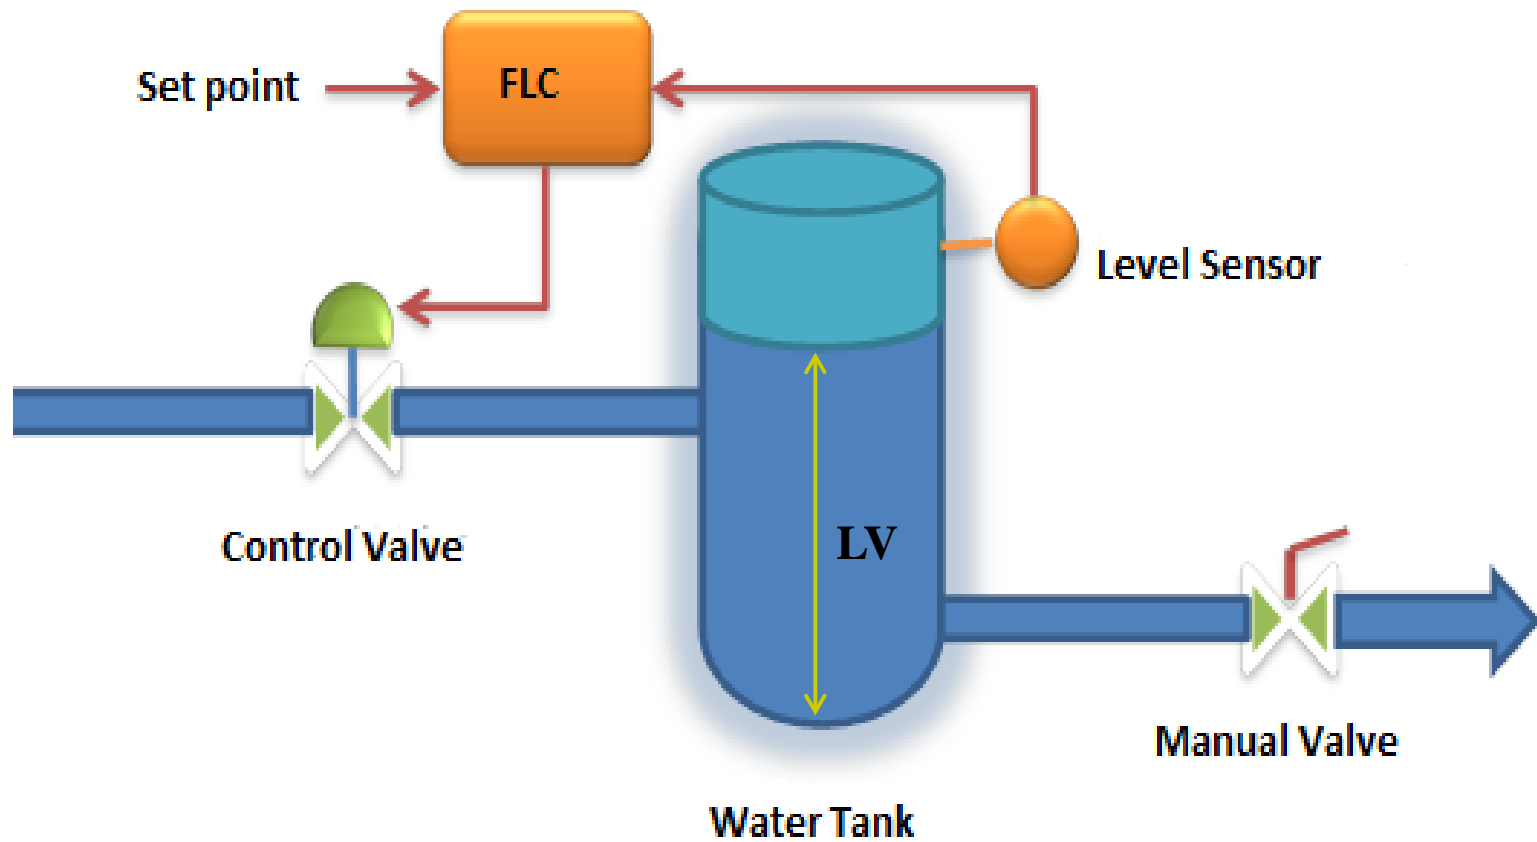 Set point
FLC
Level Sensor
Control Valve
LV
Manual Valve
Water Tank